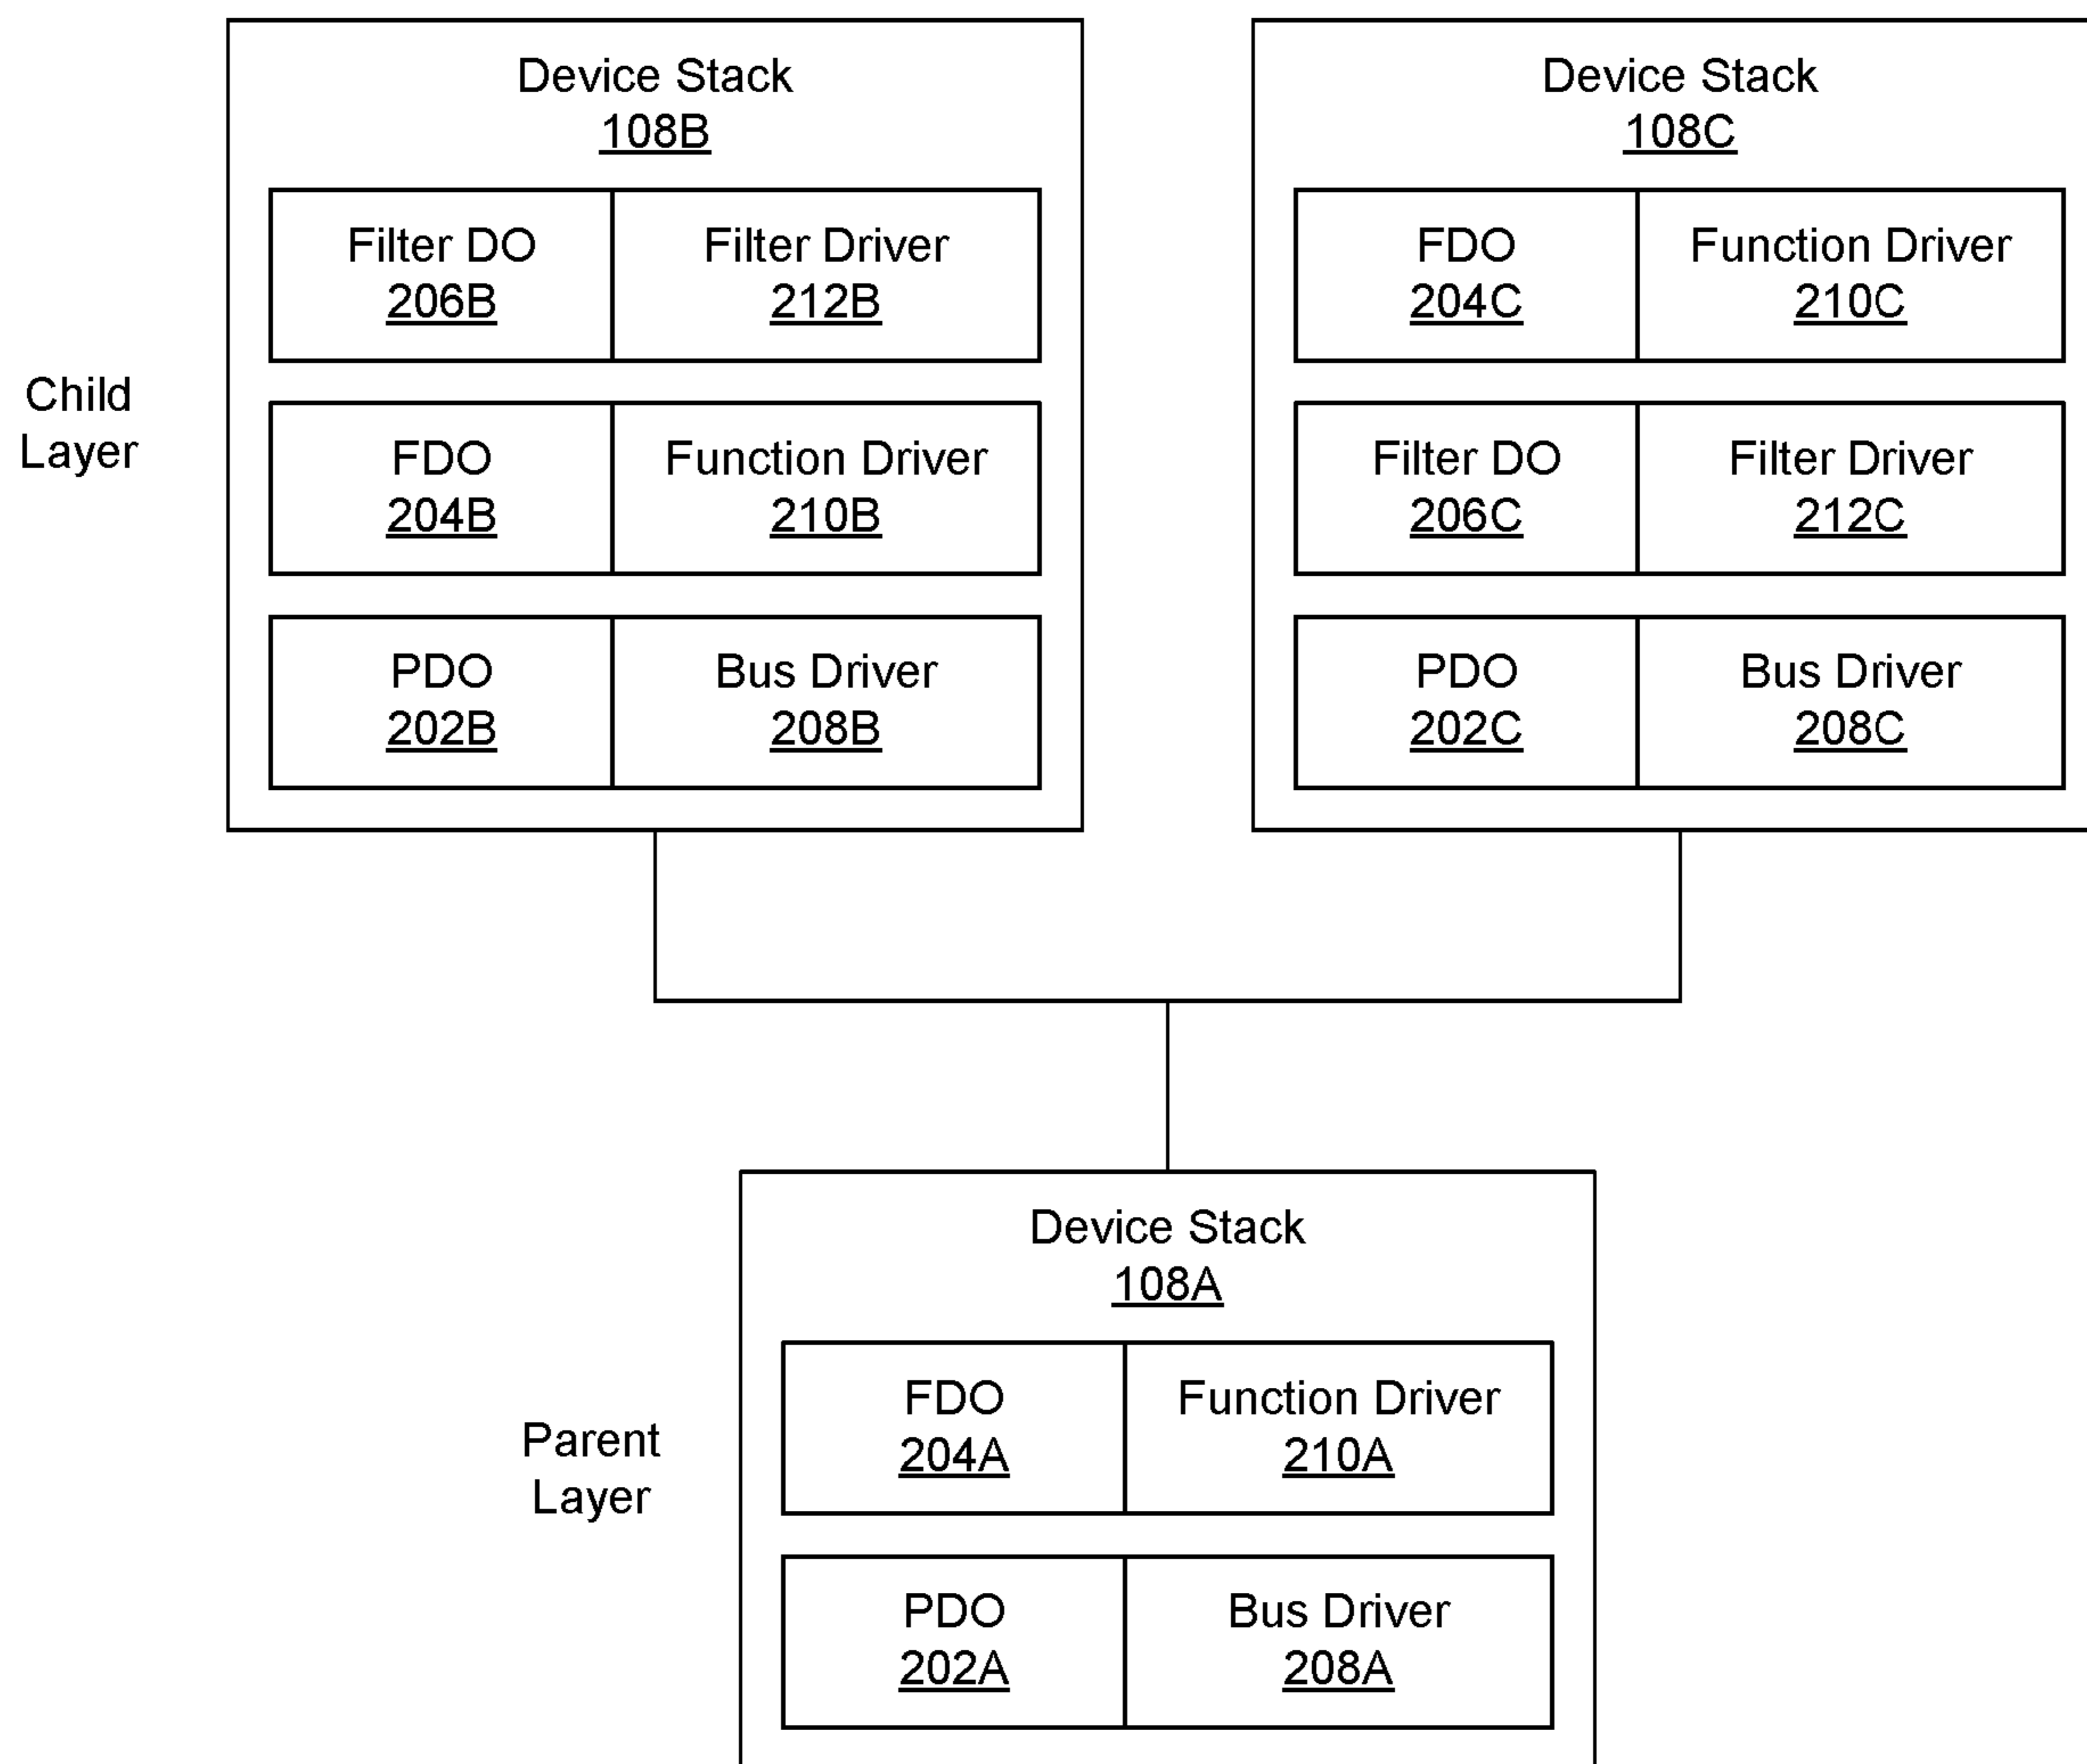 Device Stack
108B
Filter DO
206B
Filter Driver
212B
FDO
204B
Function Driver
210B
PDO
202B
Bus Driver
208B
Device Stack
108C
FDO
204C
Function Driver
210C
Filter DO
206C
Filter Driver
212C
PDO
202C
Bus Driver
208C
Child
Layer
Device Stack
108A
FDO
204A
Function Driver
210A
PDO
202A
Bus Driver
208A
Parent
Layer